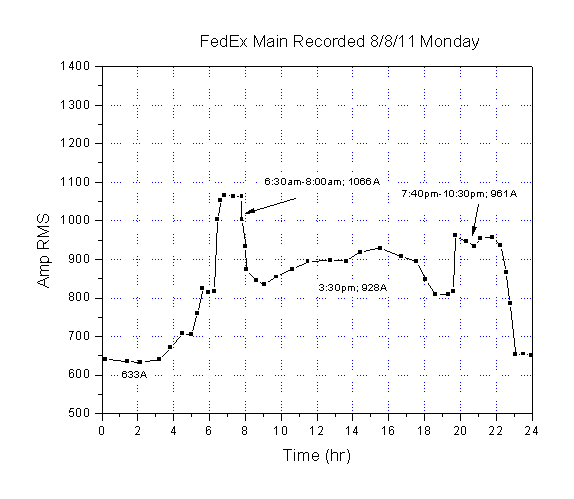 FedEx Main Recorded 8/8/11 Monday
1400
1300
1200
1100
1000
900
800
700
600
500
Amp RMS
6:30am-8:00am; 1066A
7:40pm-10:30pm; 961A
3:30pm; 928A
633A
0 2 4 6 8 10 12 14 16 18 20 22 24
Time (hr)